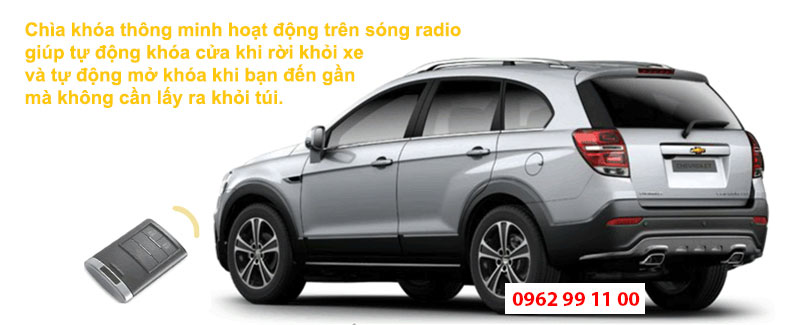 Chìa khóa thông minh hoạt động trên sóng radio
giúp tự động khóa cửa khi rời khỏi xe
và tự động mở khóa khi bạn đến gần
mà không cần lấy ra khỏi túi.
CHEVROLET
0962 99 11 00